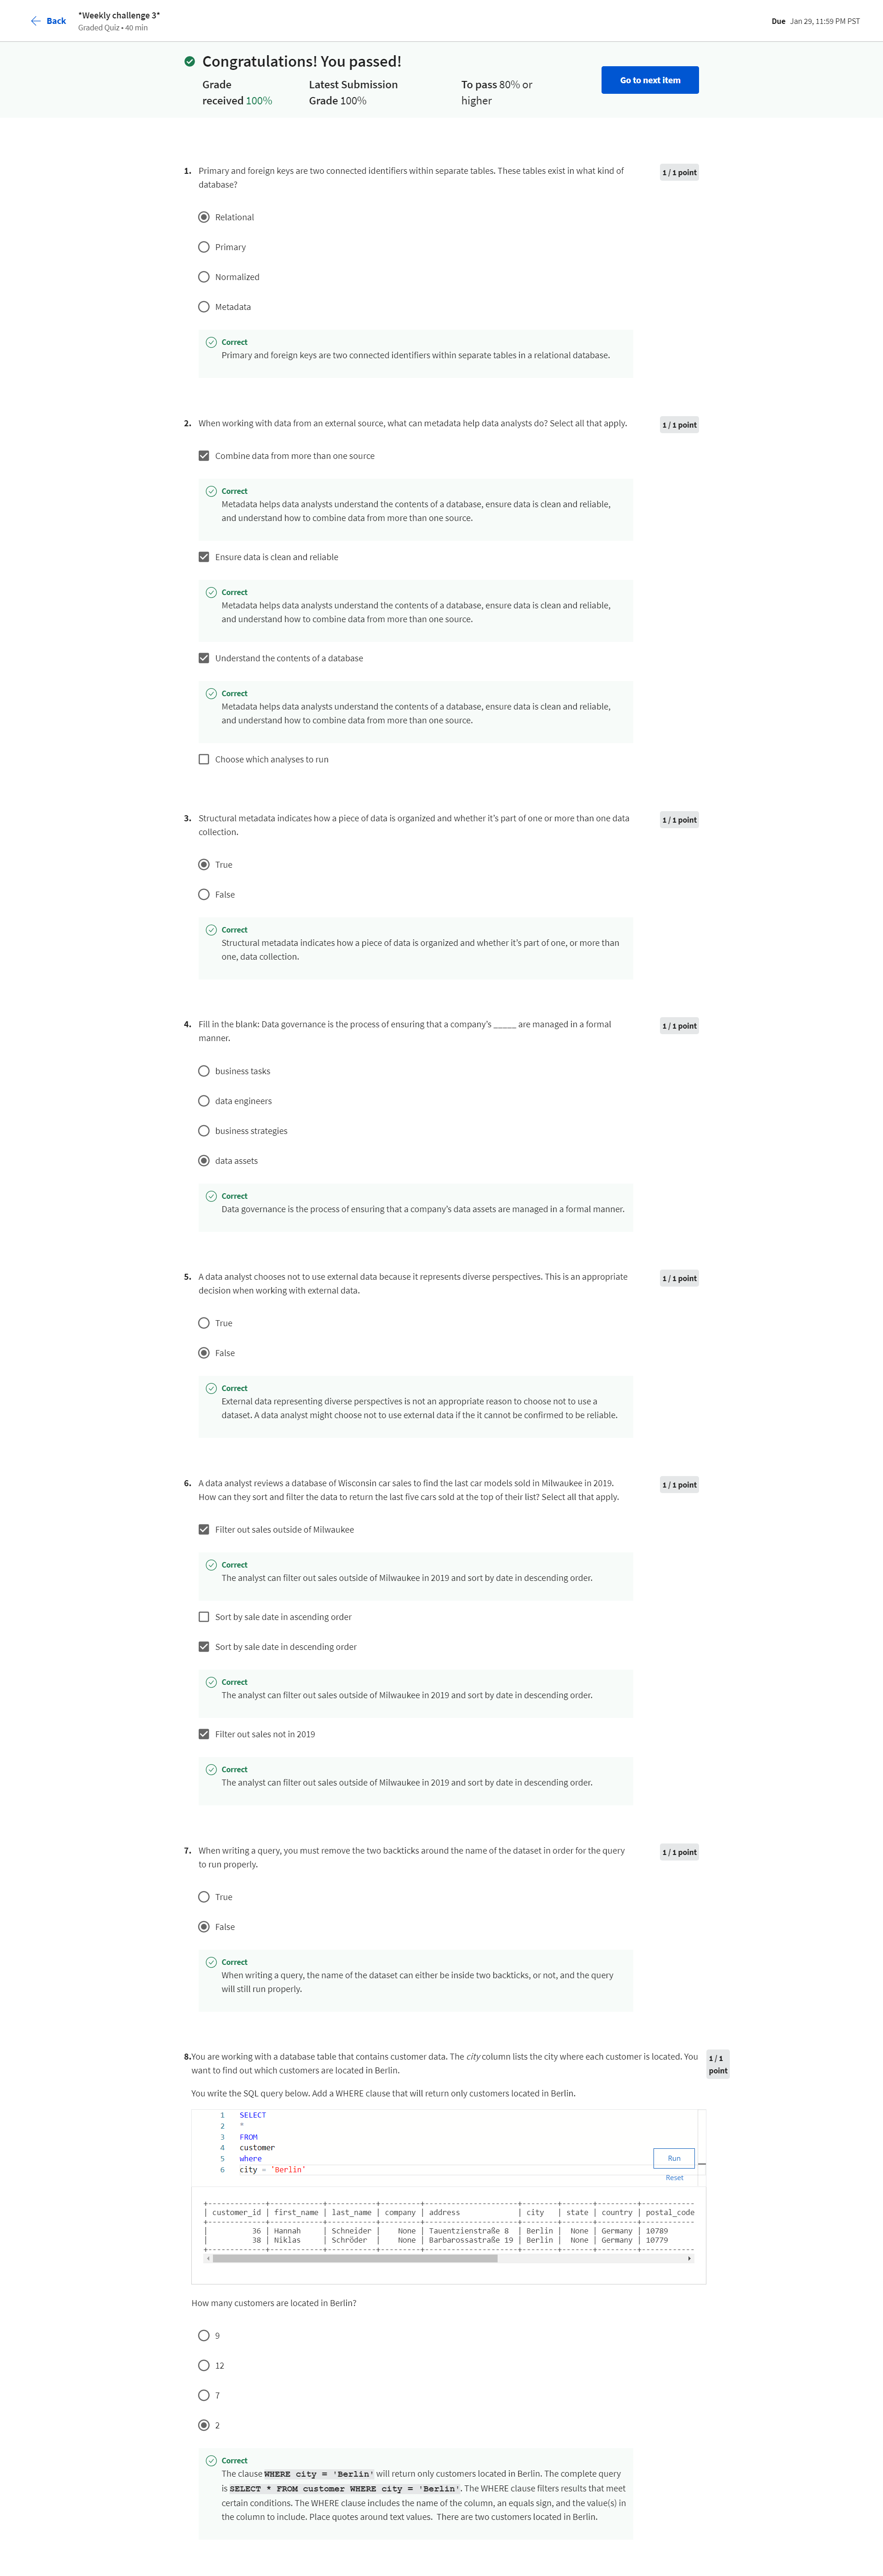 Back
*Weekly challenge 3*
Graded Quiz • 40 min
Due Jan 29, 11:59 PM PST
Congratulations! You passed!
Grade
received 100%
Latest Submission
Grade 100%
To pass 80% or
higher
Go to next item
1. Primary and foreign keys are two connected identifiers within separate tables. These tables exist in what kind of
database?
1 / 1 point
Relational
Primary
Normalized
Metadata
Correct
Primary and foreign keys are two connected identifiers within separate tables in a relational database.
2. When working with data from an external source, what can metadata help data analysts do? Select all that apply.
1 / 1 point
Combine data from more than one source
Correct
Metadata helps data analysts understand the contents of a database, ensure data is clean and reliable,
and understand how to combine data from more than one source.
Ensure data is clean and reliable
Correct
Metadata helps data analysts understand the contents of a database, ensure data is clean and reliable,
and understand how to combine data from more than one source.
Understand the contents of a database
Correct
Metadata helps data analysts understand the contents of a database, ensure data is clean and reliable,
and understand how to combine data from more than one source.
Choose which analyses to run
3. Structural metadata indicates how a piece of data is organized and whether it's part of one or more than one data
collection.
1 / 1 point
True
False
Correct
Structural metadata indicates how a piece of data is organized and whether it's part of one, or more than
one, data collection.
4. Fill in the blank: Data governance is the process of ensuring that a company's _____ are managed in a formal
manner.
1 / 1 point
business tasks
data engineers
business strategies
data assets
Correct
Data governance is the process of ensuring that a company's data assets are managed in a formal manner.
5. A data analyst chooses not to use external data because it represents diverse perspectives. This is an appropriate
decision when working with external data.
1 / 1 point
True
False
Correct
External data representing diverse perspectives is not an appropriate reason to choose not to use a
dataset. A data analyst might choose not to use external data if the it cannot be confirmed to be reliable.
6. A data analyst reviews a database of Wisconsin car sales to find the last car models sold in Milwaukee in 2019.
How can they sort and filter the data to return the last five cars sold at the top of their list? Select all that apply.
1 / 1 point
Filter out sales outside of Milwaukee
Correct
The analyst can filter out sales outside of Milwaukee in 2019 and sort by date in descending order.
Sort by sale date in ascending order
Sort by sale date in descending order
Correct
The analyst can filter out sales outside of Milwaukee in 2019 and sort by date in descending order.
Filter out sales not in 2019
Correct
The analyst can filter out sales outside of Milwaukee in 2019 and sort by date in descending order.
7. When writing a query, you must remove the two backticks around the name of the dataset in order for the query
to run properly.
1 / 1 point
True
False
Correct
When writing a query, the name of the dataset can either be inside two backticks, or not, and the query
will still run properly.
8. You are working with a database table that contains customer data. The city column lists the city where each customer is located. You
want to find out which customers are located in Berlin.
1 / 1
point
You write the SQL query below. Add a WHERE clause that will return only customers located in Berlin.
1 SELECT
2 *
3 FROM
4 customer
5 where
6 city = 'Berlin'
Run
Reset
| customer_id | first_name | last_name | company | address | city | state | country | postal_code
| 36 | Hannah | Schneider | None | Tauentzienstraße 8 | Berlin | None | Germany | 10789
| 38 | Niklas | Schröder | None | Barbarossastraße 19 | Berlin | None | Germany | 10779
How many customers are located in Berlin?
9
12
7
2
Correct
The clause WHERE city = 'Berlin' will return only customers located in Berlin. The complete query
is SELECT * FROM customer WHERE city = 'Berlin'. The WHERE clause filters results that meet
certain conditions. The WHERE clause includes the name of the column, an equals sign, and the value(s) in
the column to include. Place quotes around text values. There are two customers located in Berlin.